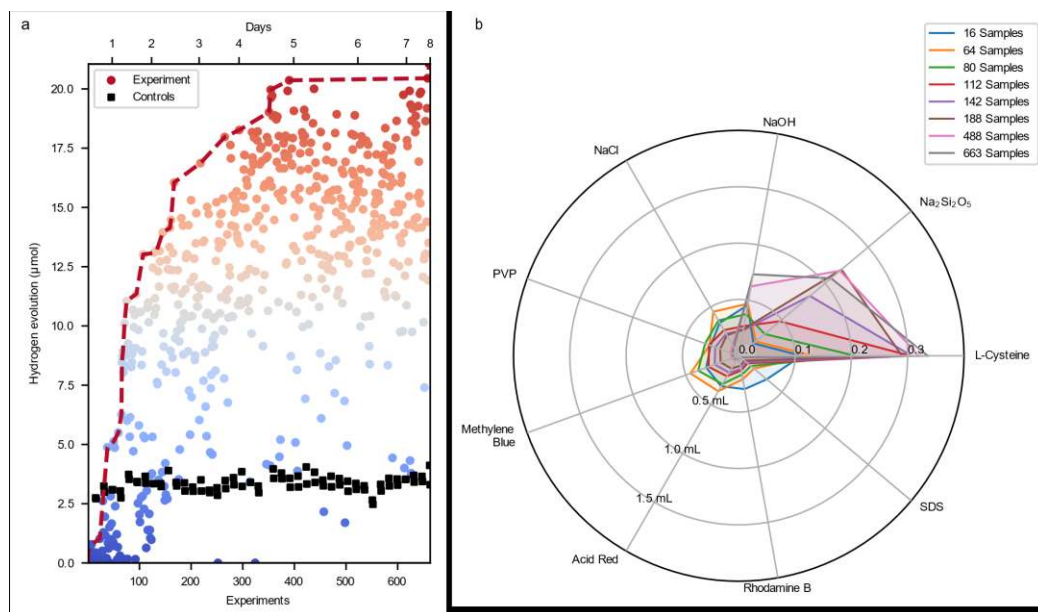 a
Days
1 2 3 4 5 6 7 8
Experiment
Controls
20.0
17.5
15.0
12.5
10.0
7.5
5.0
2.5
0.0
Hydrogen evolution (μmol)
100 200 300 400 500 600
Experiments
b
16 Samples
64 Samples
80 Samples
112 Samples
142 Samples
188 Samples
488 Samples
663 Samples
NaOH
NaCl
Na₂Si₂O₅
PVP
L-Cysteine
0.0 0.1 0.2 0.3
0.5 mL
1.0 mL
1.5 mL
Methylene
Blue
SDS
Acid Red
Rhodamine B